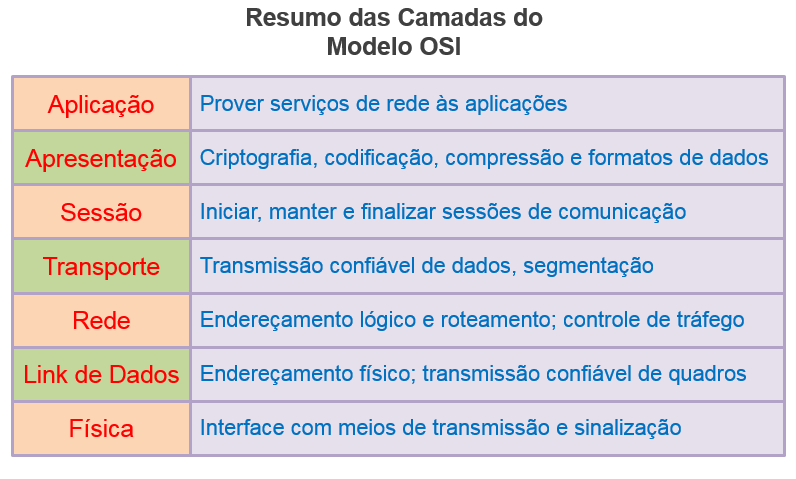 Resumo das Camadas do
Modelo OSI
Aplicação
Prover serviços de rede às aplicações
Apresentação
Criptografia, codificação, compressão e formatos de dados
Sessão
Iniciar, manter e finalizar sessões de comunicação
Transporte
Transmissão confiável de dados, segmentação
Rede
Endereçamento lógico e roteamento; controle de tráfego
Link de Dados
Endereçamento físico; transmissão confiável de quadros
Física
Interface com meios de transmissão e sinalização